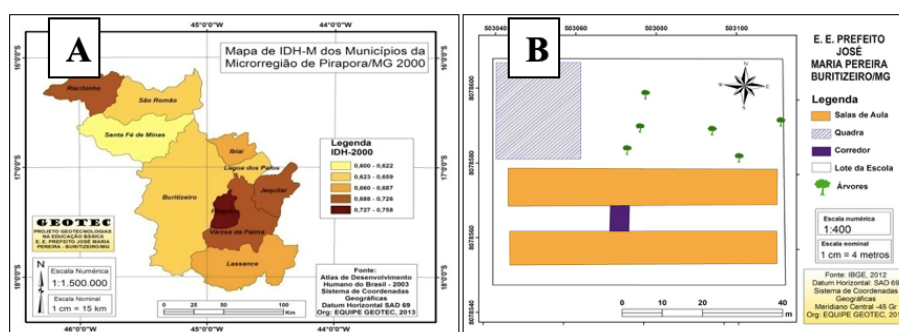 A
45°0'0"W
44°0'0"W
Mapa de IDH-M dos Municípios da
Microrregião de Pirapora/MG 2000
16°0'0"S
17°0'0"S
18°0'0"S
Riachinho
São Romão
Santa Fé de Minas
Ibiaí
Lagoa dos Patos
Buritizeiro
Jequitaí
Várzea da Palma
Lassance
Legenda
IDH-2000
0,600 - 0,622
0,623 - 0,659
0,660 - 0,687
0,688 - 0,726
0,727 - 0,758
GEOTEC
PROJETO GEOTECNOLOGIAS
NA EDUCAÇÃO BÁSICA
E. E. PREFEITO JOSÉ MARIA
PEREIRA - BURITIZEIRO/MG
N
Escala Numérica
1:1.500.000
Escala Nominal
1 cm = 15 km
0 25 50 100
Km
Fonte:
Atlas de Desenvolvimento
Humano do Brasil - 2003
Sistema de Coordenadas
Geográficas
Datum Horizontal SAD 69
Org: EQUIPE GEOTEC, 2013
46°0'0"W
45°0'0"W
44°0'0"W
B
503040
503080
503100
8078600
8078580
8078560
8078540
N
W
E
S
0 10 20 30 40
m
E. E. PREFEITO
JOSÉ
MARIA PEREIRA
BURITIZEIRO/MG
Legenda
Salas de Aula
Quadra
Corredor
Lote da Escola
Árvores
Escala numérica
1:400
Escala nominal
1 cm = 4 metros
Fonte: IBGE, 2012
Datum Horizontal: SAD 69
Sistema de Coordenadas
Geográficas
Meridiano Central -45 Gr
Org: EQUIPE GEOTEC, 201